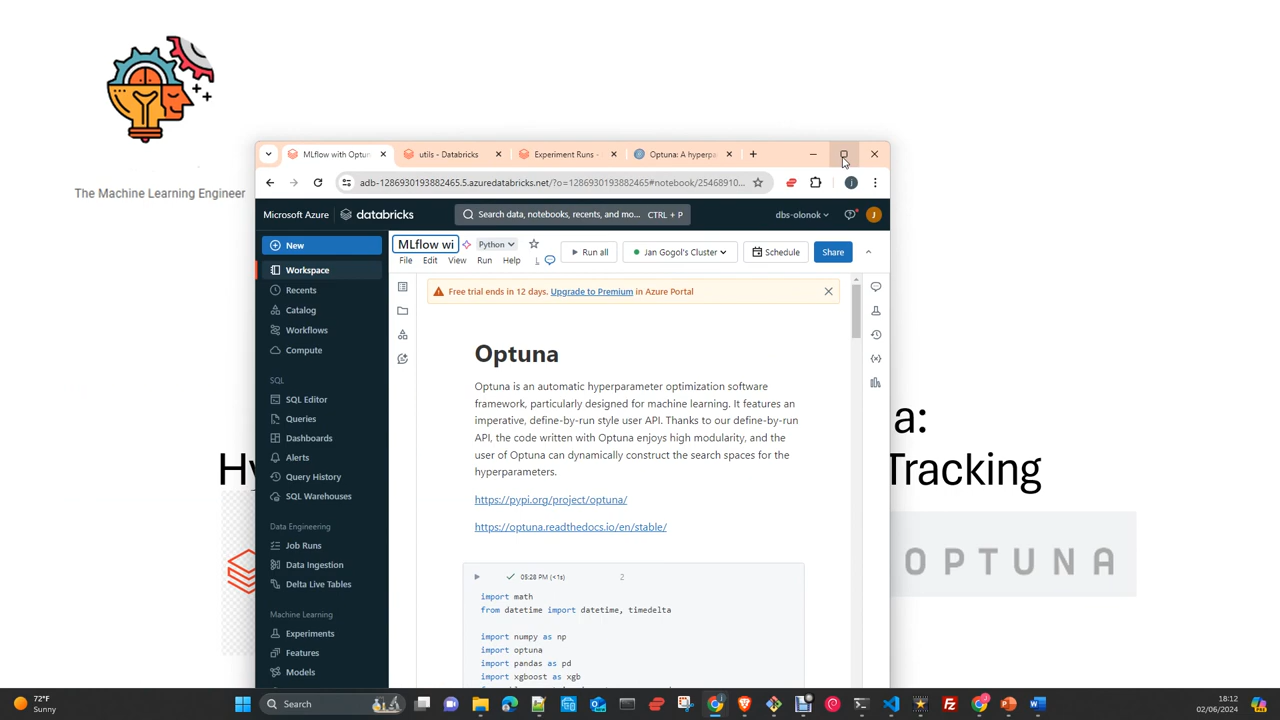 The Machine Learning Engineer
MLflow with Optun
utils - Databricks
Experiment Runs -
Optuna: A hyperpa
adb-1286930193882465.5.azuredatabricks.net/?o=1286930193882465#notebook/25468910...
Microsoft Azure
databricks
Search data, notebooks, recents, and mo...
CTRL + P
dbs-olonok
J
New
Workspace
Recents
Catalog
Workflows
Compute
SQL
SQL Editor
Queries
Dashboards
Alerts
Query History
SQL Warehouses
Data Engineering
Job Runs
Data Ingestion
Delta Live Tables
Machine Learning
Experiments
Features
Models
MLflow wi
Python
File Edit View Run Help
Run all
Jan Gogol's Cluster
Schedule
Share
Free trial ends in 12 days. Upgrade to Premium in Azure Portal
Optuna
Optuna is an automatic hyperparameter optimization software
framework, particularly designed for machine learning. It features an
imperative, define-by-run style user API. Thanks to our define-by-run
API, the code written with Optuna enjoys high modularity, and the
user of Optuna can dynamically construct the search spaces for the
hyperparameters.
https://pypi.org/project/optuna/
https://optuna.readthedocs.io/en/stable/
05:28 PM (<1s)
2
import math
from datetime import datetime, timedelta
import numpy as np
import optuna
import pandas as pd
import xgboost as xgb
a:
Tracking
OPTUNA
72°F
Sunny
Search
18:12
02/06/2024